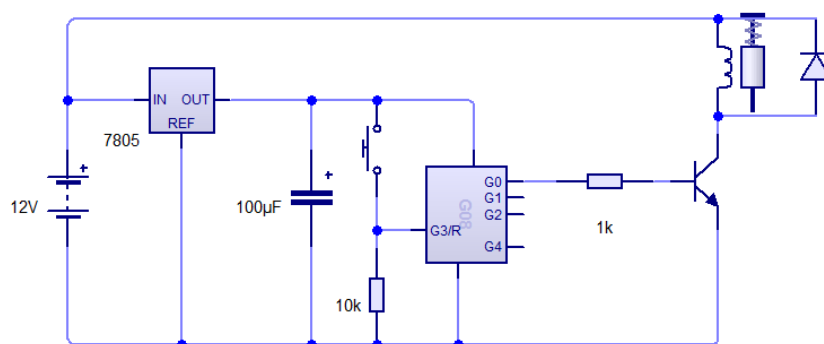 IN OUT
REF
7805
+
12V
+
100µF
10k
G3/R
G08
G0
G1
G2
G4
1k